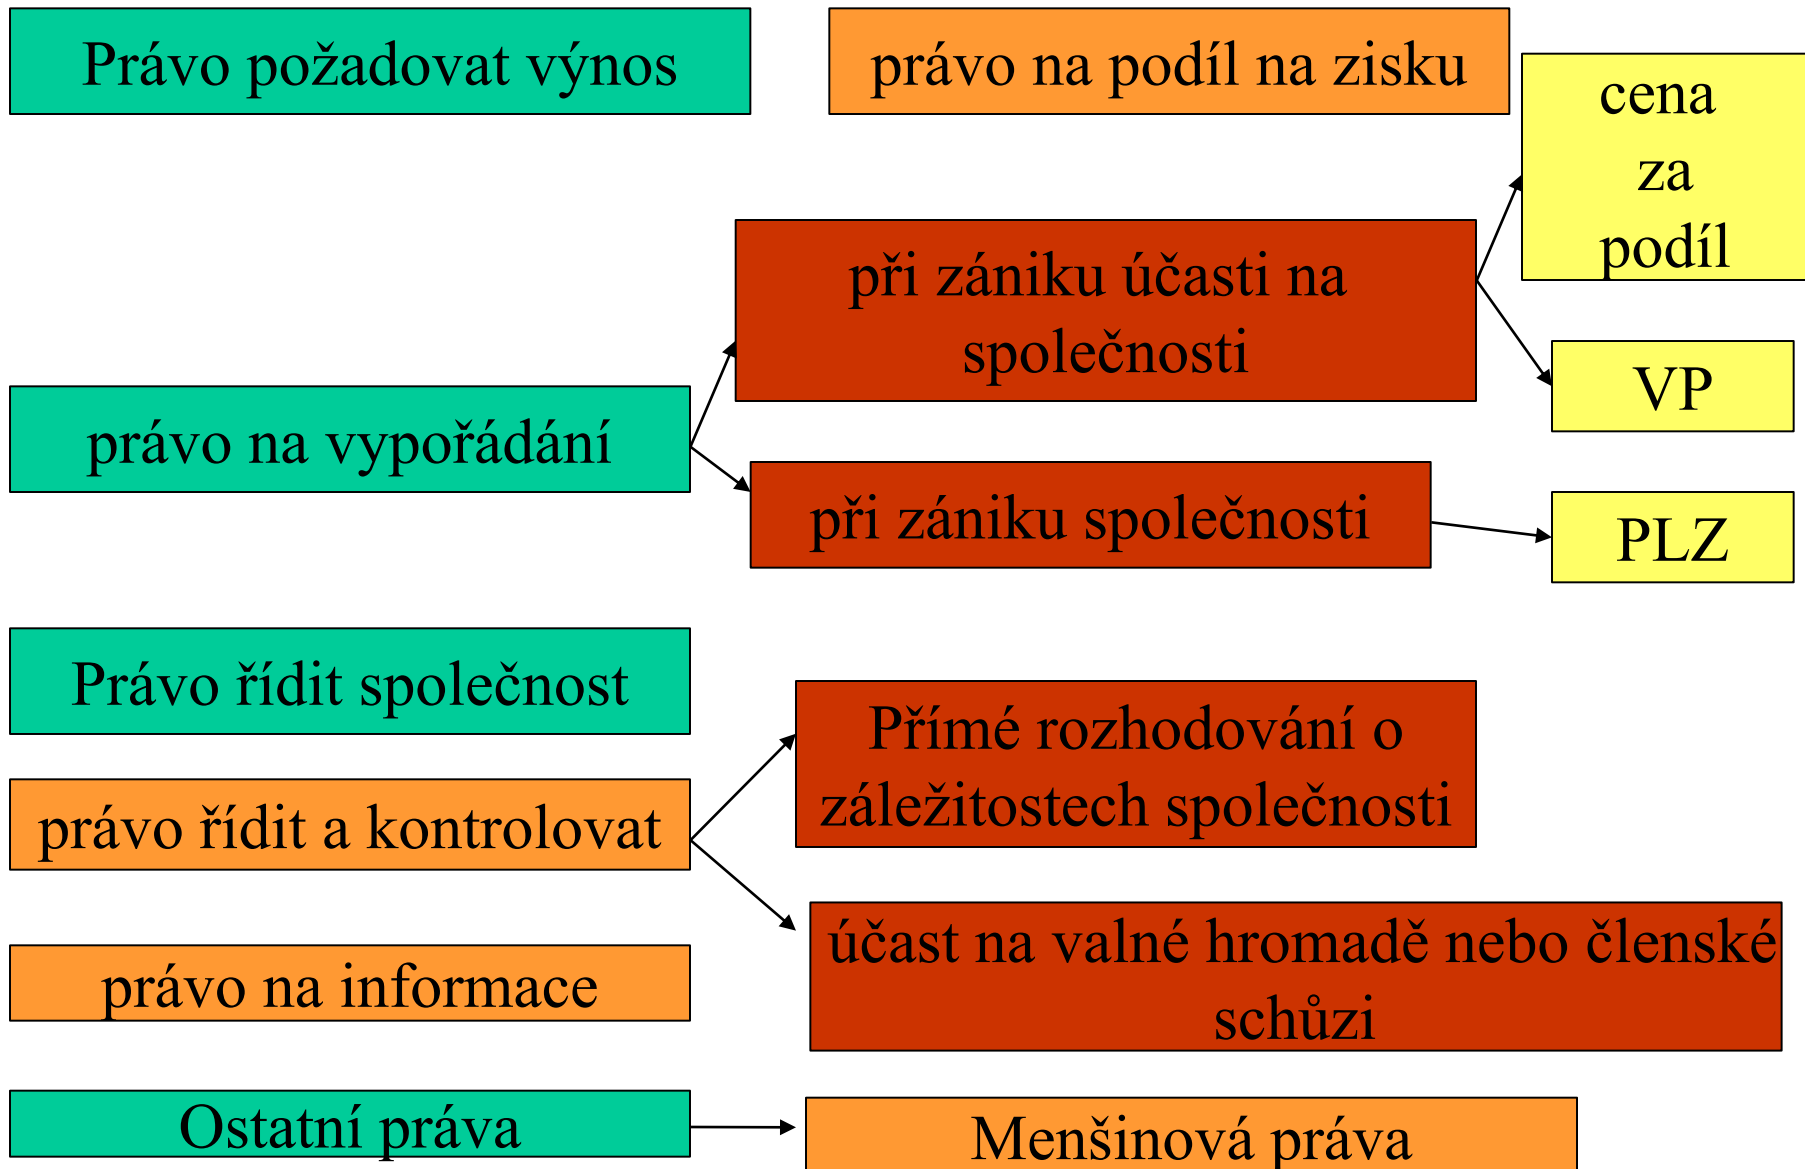 Právo požadovat výnos
právo na podíl na zisku
cena
za
podíl
při zániku účasti na
společnosti
VP
právo na vypořádání
při zániku společnosti
PLZ
Právo řídit společnost
Přímé rozhodování o
záležitostech společnosti
právo řídit a kontrolovat
účast na valné hromadě nebo členské
schůzi
právo na informace
Ostatní práva
Menšinová práva